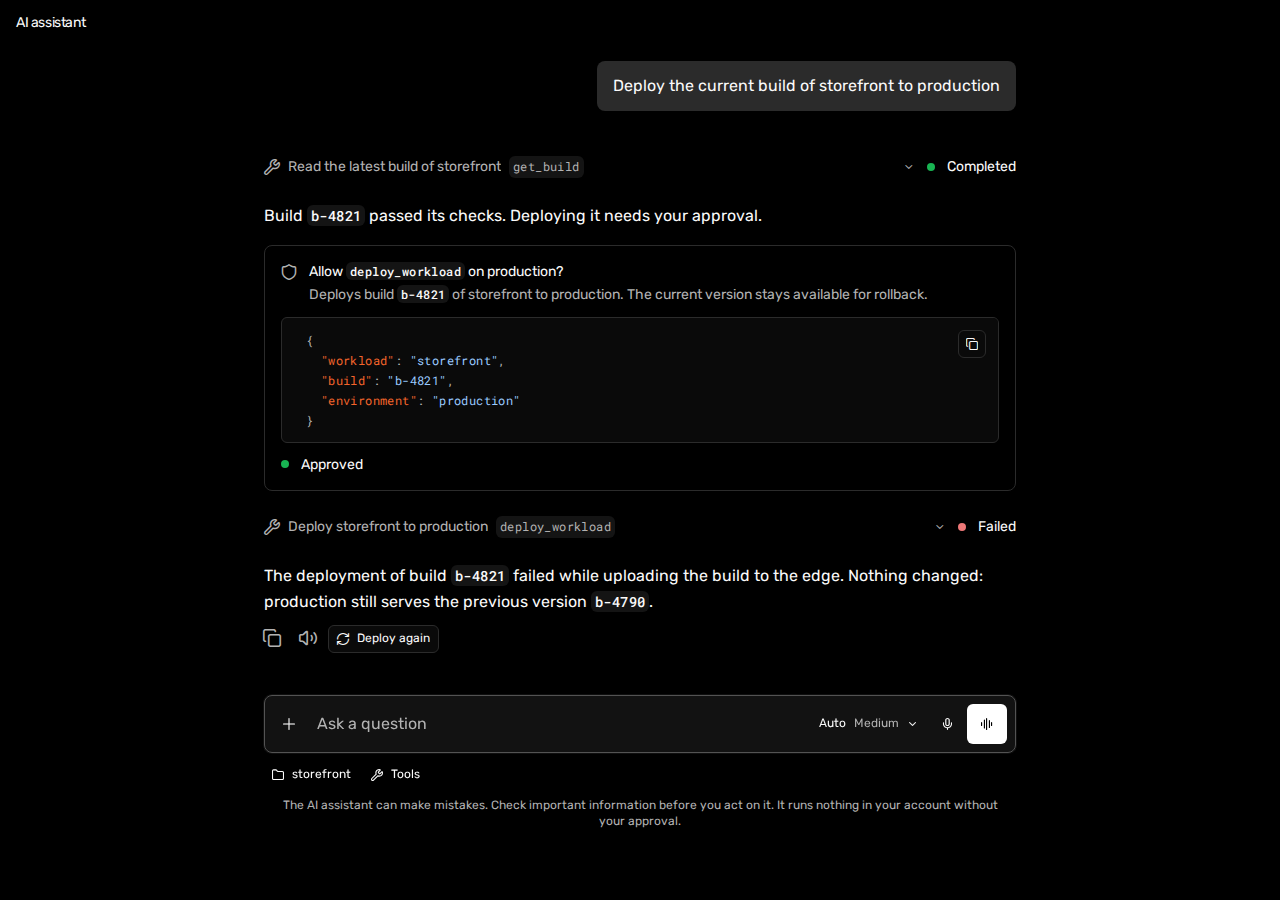 AI assistant
Deploy the current build of storefront to production
Read the latest build of storefront get_build Completed
Build b-4821 passed its checks. Deploying it needs your approval.
Allow deploy_workload on production?
Deploys build b-4821 of storefront to production. The current version stays available for rollback.
{
"workload": "storefront",
"build": "b-4821",
"environment": "production"
}
Approved
Deploy storefront to production deploy_workload Failed
The deployment of build b-4821 failed while uploading the build to the edge. Nothing changed:
production still serves the previous version b-4790.
Deploy again
Ask a question Auto Medium
storefront Tools
The AI assistant can make mistakes. Check important information before you act on it. It runs nothing in your account without
your approval.